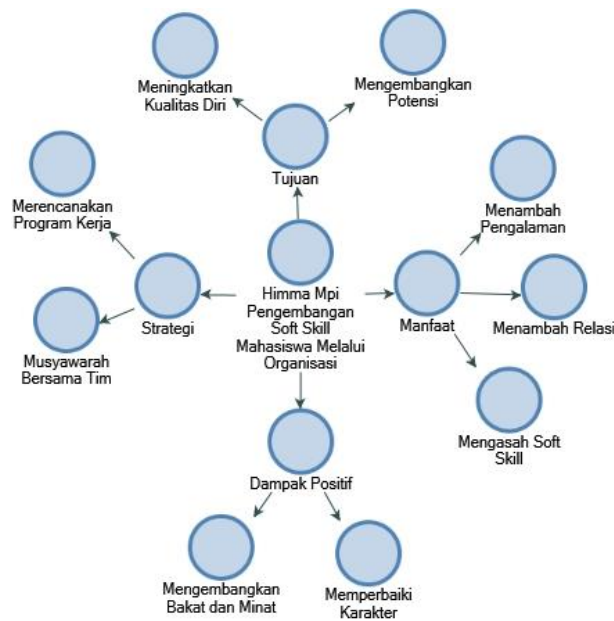 Meningkatkan
Kualitas Diri
Mengembangkan
Potensi
Tujuan
Merencanakan
Program Kerja
Menambah
Pengalaman
Himma Mpi
Pengembangan
Soft Skill
Mahasiswa Melalui
Organisasi
Strategi
Manfaat
Menambah Relasi
Musyawarah
Bersama Tim
Mengasah Soft
Skill
Dampak Positif
Mengembangkan
Bakat dan Minat
Memperbaiki
Karakter